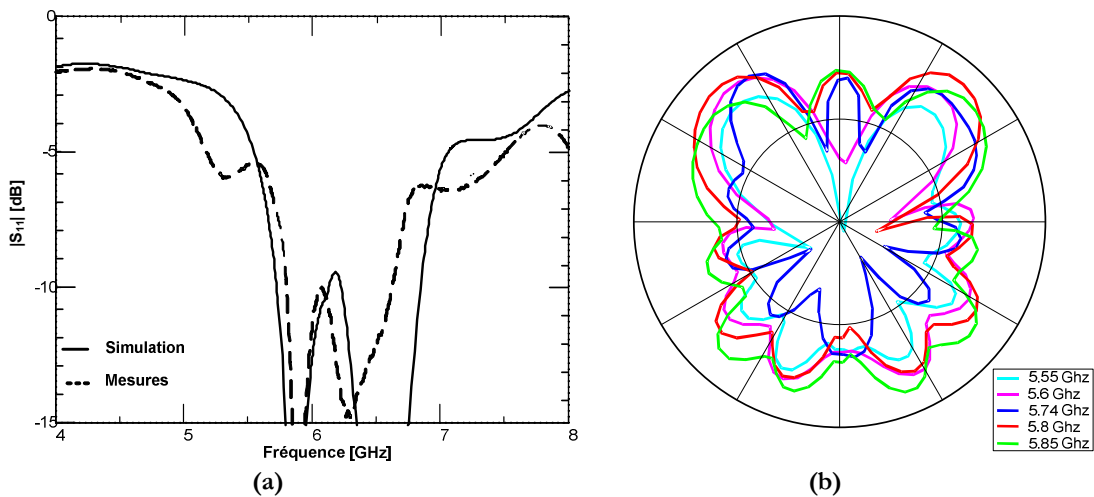 0
-5
-10
-15
|S11| [dB]
Simulation
Mesures
4
5
6
7
8
Fréquence [GHz]
(a)
5.55 Ghz
5.6 Ghz
5.74 Ghz
5.8 Ghz
5.85 Ghz
(b)